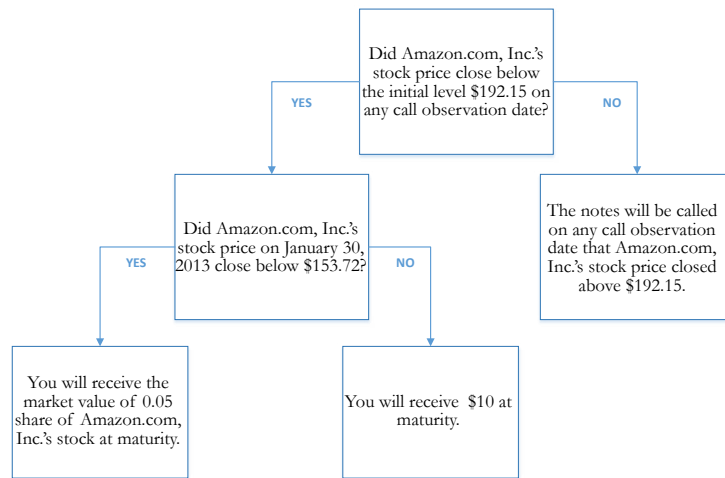 Did Amazon.com, Inc.'s
stock price close below
the initial level $192.15 on
any call observation date?
YES
NO
Did Amazon.com, Inc.'s
stock price on January 30,
2013 close below $153.72?
The notes will be called
on any call observation
date that Amazon.com,
Inc.'s stock price closed
above $192.15.
YES
NO
You will receive the
market value of 0.05
share of Amazon.com,
Inc.'s stock at maturity.
You will receive $10 at
maturity.